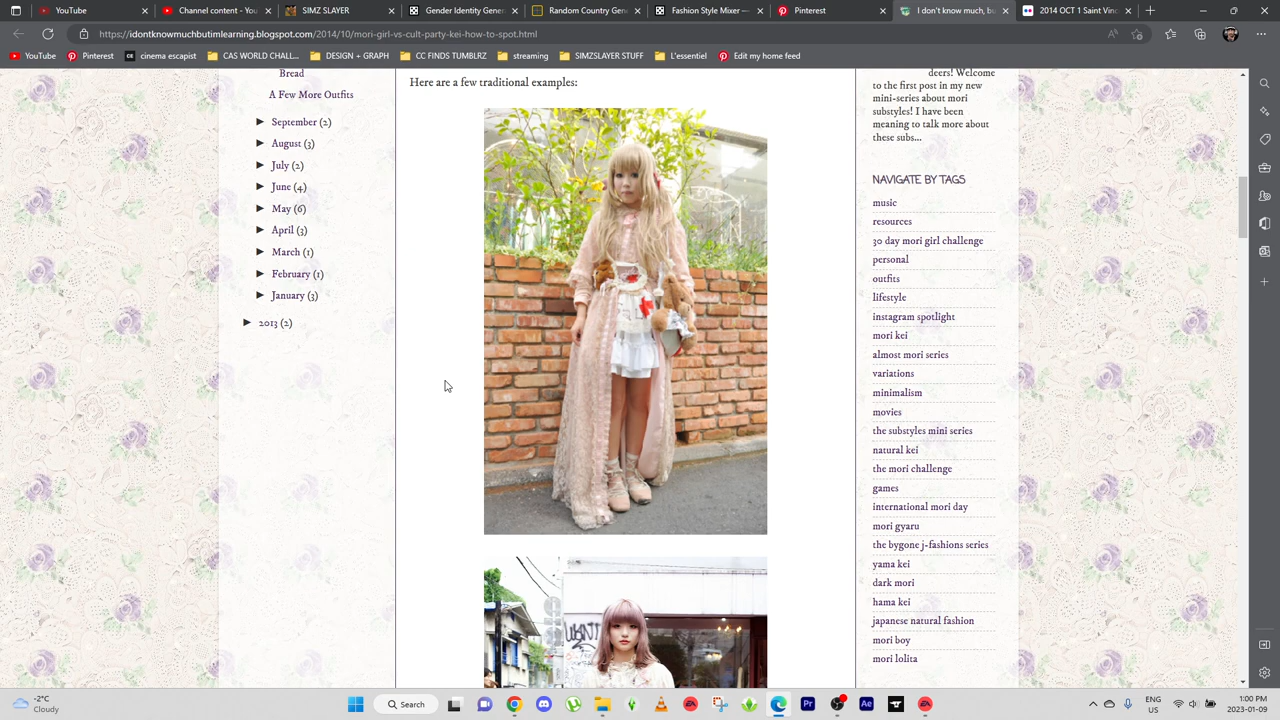 YouTube
Channel content - You
SIMZ SLAYER
Gender Identity Gener
Random Country Gen
Fashion Style Mixer —
Pinterest
I don't know much, bu
2014 OCT 1 Saint Vinc
https://idontknowmuchbutimlearning.blogspot.com/2014/10/mori-girl-vs-cult-party-kei-how-to-spot.html
YouTube
Pinterest
cinema escapist
CAS WORLD CHALL...
DESIGN + GRAPH
CC FINDS TUMBLRZ
streaming
SIMZSLAYER STUFF
L'essentiel
Edit my home feed
Bread
A Few More Outfits
► September (2)
► August (3)
► July (2)
► June (4)
► May (6)
► April (3)
► March (1)
► February (1)
► January (3)
► 2013 (2)
Here are a few traditional examples:
deers! Welcome
to the first post in my new
mini-series about mori
substyles! I have been
meaning to talk more about
these subs...
NAVIGATE BY TAGS
music
resources
30 day mori girl challenge
personal
outfits
lifestyle
instagram spotlight
mori kei
almost mori series
variations
minimalism
movies
the substyles mini series
natural kei
the mori challenge
games
international mori day
mori gyaru
the bygone j-fashions series
yama kei
dark mori
hama kei
japanese natural fashion
mori boy
mori lolita
-2°C
Cloudy
Search
ENG
US
1:00 PM
2023-01-09